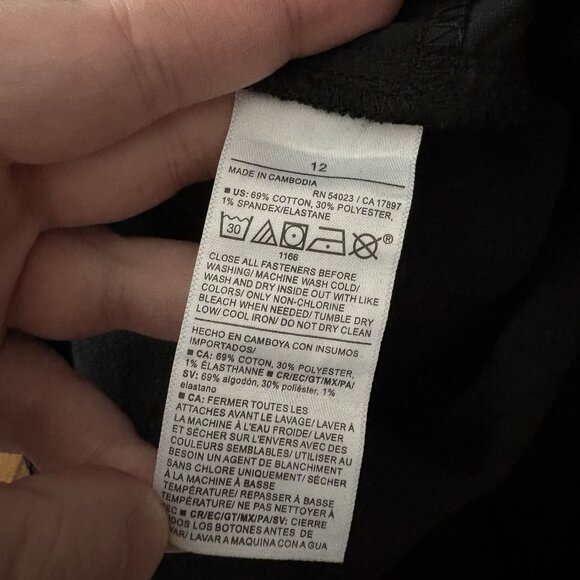 12
MADE IN CAMBODIA
RN 54023 / CA 17897
■ US: 69% COTTON, 30% POLYESTER,
1% SPANDEX/ELASTANE
30
®
1166
CLOSE ALL FASTENERS BEFORE
WASHING/ MACHINE WASH COLD/
WASH AND DRY INSIDE OUT WITH LIKE
COLORS/ ONLY NON-CHLORINE
BLEACH WHEN NEEDED/ TUMBLE DRY
LOW/ COOL IRON/ DO NOT DRY CLEAN
HECHO EN CAMBOYA CON INSUMOS
IMPORTADOS/
■ CA: 69% COTTON, 30% POLYESTER,
1% ÉLASTHANNE ■ CR/EC/GT/MX/PA/
SV: 69% algodón, 30% poliéster, 1%
elastano
■ CA: FERMER TOUTES LES
ATTACHES AVANT LE LAVAGE/ LAVER À
LA MACHINE À L'EAU FROIDE/ LAVER
ET SÉCHER SUR L'ENVERS AVEC DES
COULEURS SEMBLABLES/ UTILISER AU
BESOIN UN AGENT DE BLANCHIMENT
SANS CHLORE UNIQUEMENT/ SÉCHER
À LA MACHINE À BASSE
TEMPÉRATURE/ REPASSER À BASSE
TEMPÉRATURE/ NE PAS NETTOYER À
EC ■ CR/EC/GT/MX/PA/SV: CIERRE
TODOS LOS BOTONES ANTES DE
LAVAR A MAQUINA CON A GUA